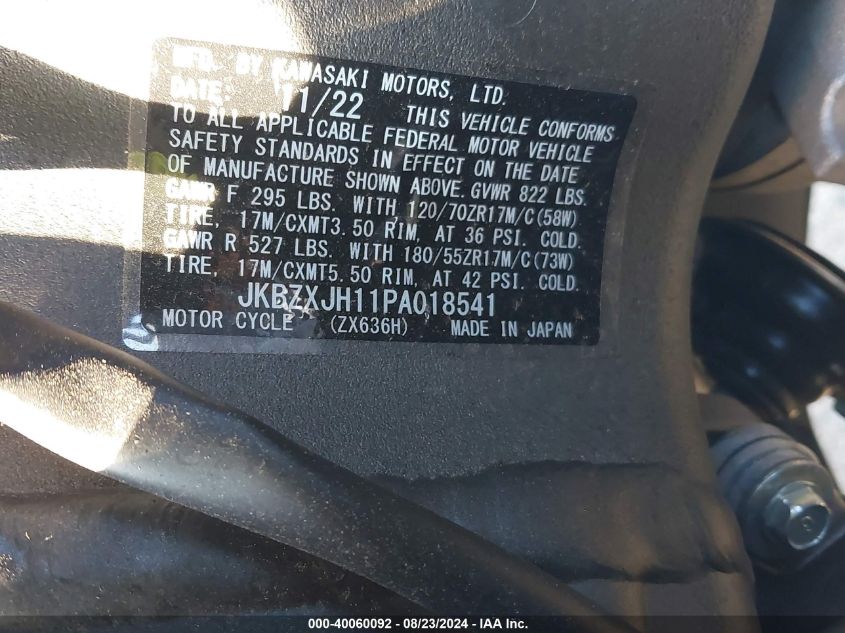 MFD. BY KAWASAKI MOTORS, LTD.
DATE: 11/22 THIS VEHICLE CONFORMS
TO ALL APPLICABLE FEDERAL MOTOR VEHICLE
SAFETY STANDARDS IN EFFECT ON THE DATE
OF MANUFACTURE SHOWN ABOVE. GVWR 822 LBS.
GAWR F 295 LBS. WITH 120/70ZR17M/C(58W)
TIRE, 17M/CXMT3.50 RIM, AT 36 PSI. COLD.
GAWR R 527 LBS. WITH 180/55ZR17M/C(73W)
TIRE, 17M/CXMT5.50 RIM, AT 42 PSI. COLD.
JKBZXJH11PA018541
MOTOR CYCLE (ZX636H) MADE IN JAPAN
000-40060092 - 08/23/2024 - IAA Inc.